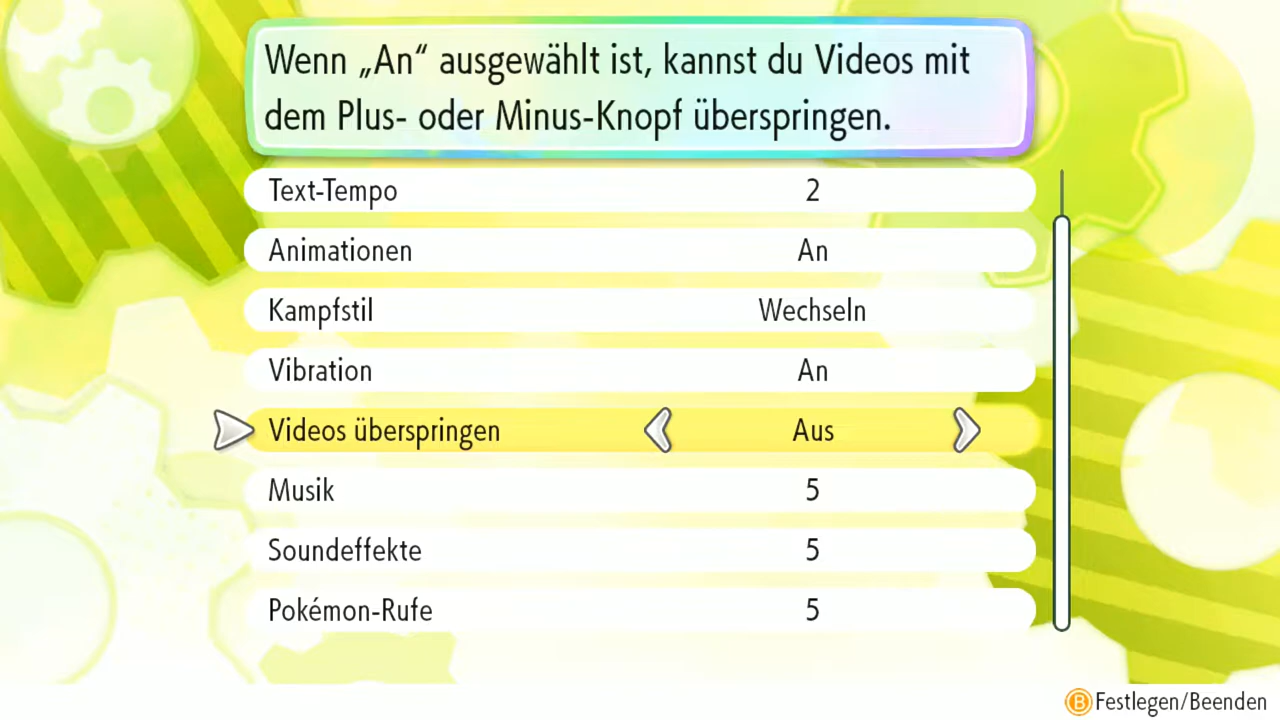 Wenn „An“ ausgewählt ist, kannst du Videos mit
dem Plus- oder Minus-Knopf überspringen.
Text-Tempo 2
Animationen An
Kampfstil Wechseln
Vibration An
Videos überspringen Aus
Musik 5
Soundeffekte 5
Pokémon-Rufe 5
B Festlegen/Beenden